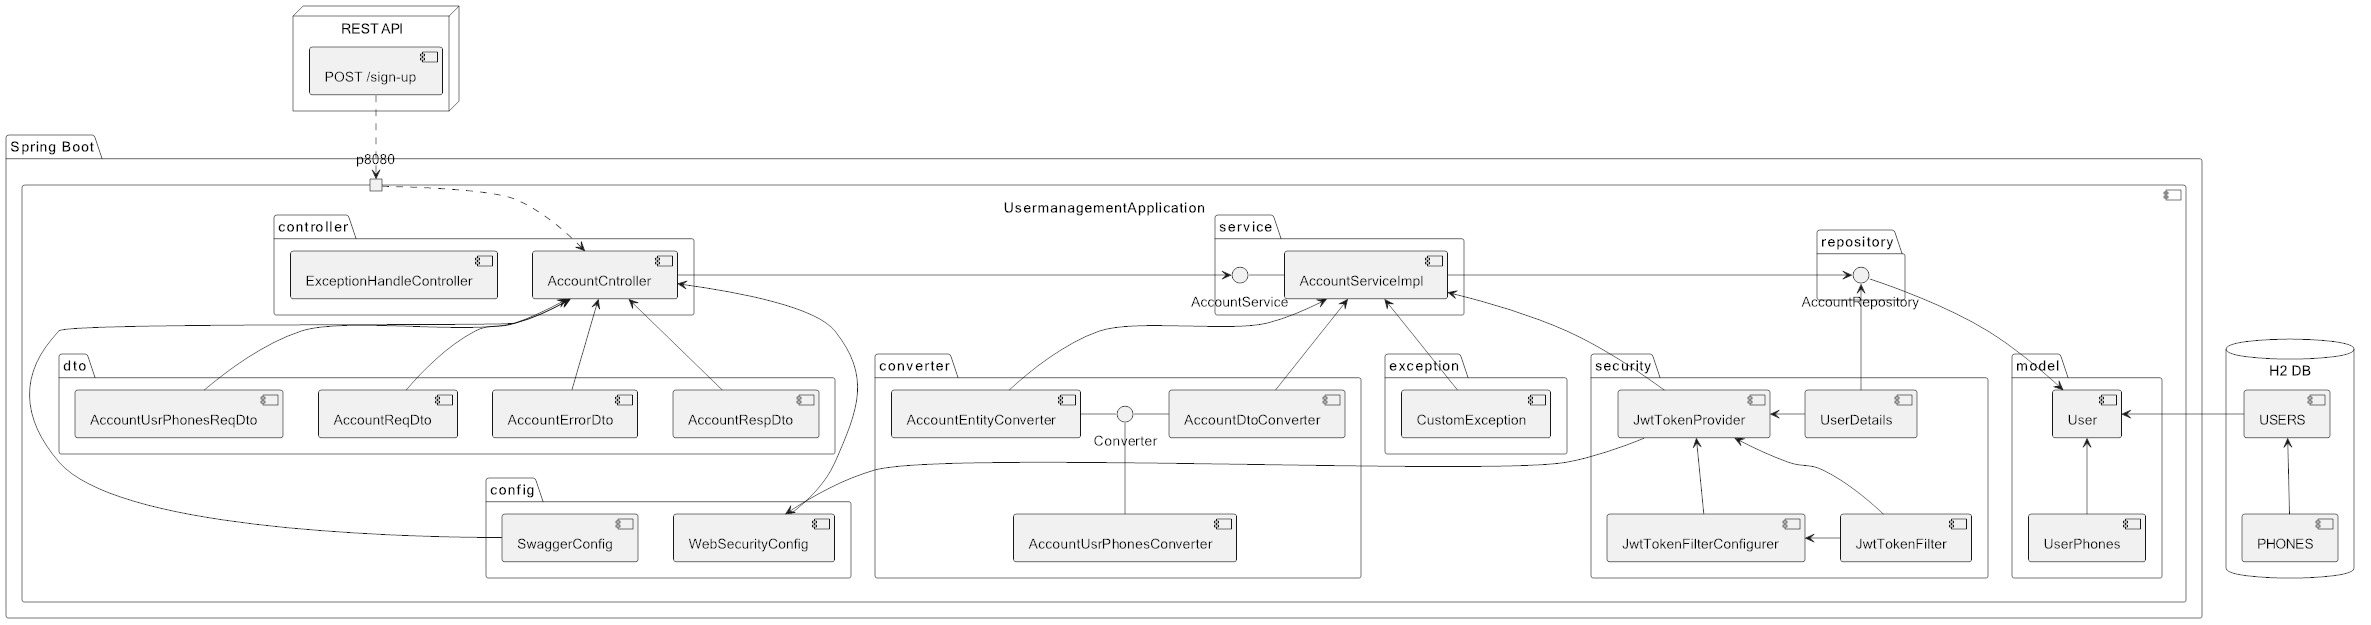 REST API
POST /sign-up
Spring Boot
p8080
UsermanagementApplication
controller
ExceptionHandleController
AccountCntroller
service
AccountService
AccountServiceImpl
repository
AccountRepository
dto
AccountUsrPhonesReqDto
AccountReqDto
AccountErrorDto
AccountRespDto
converter
AccountEntityConverter
Converter
AccountDtoConverter
AccountUsrPhonesConverter
exception
CustomException
security
JwtTokenProvider
UserDetails
JwtTokenFilterConfigurer
JwtTokenFilter
model
User
UserPhones
H2 DB
USERS
PHONES
config
SwaggerConfig
WebSecurityConfig